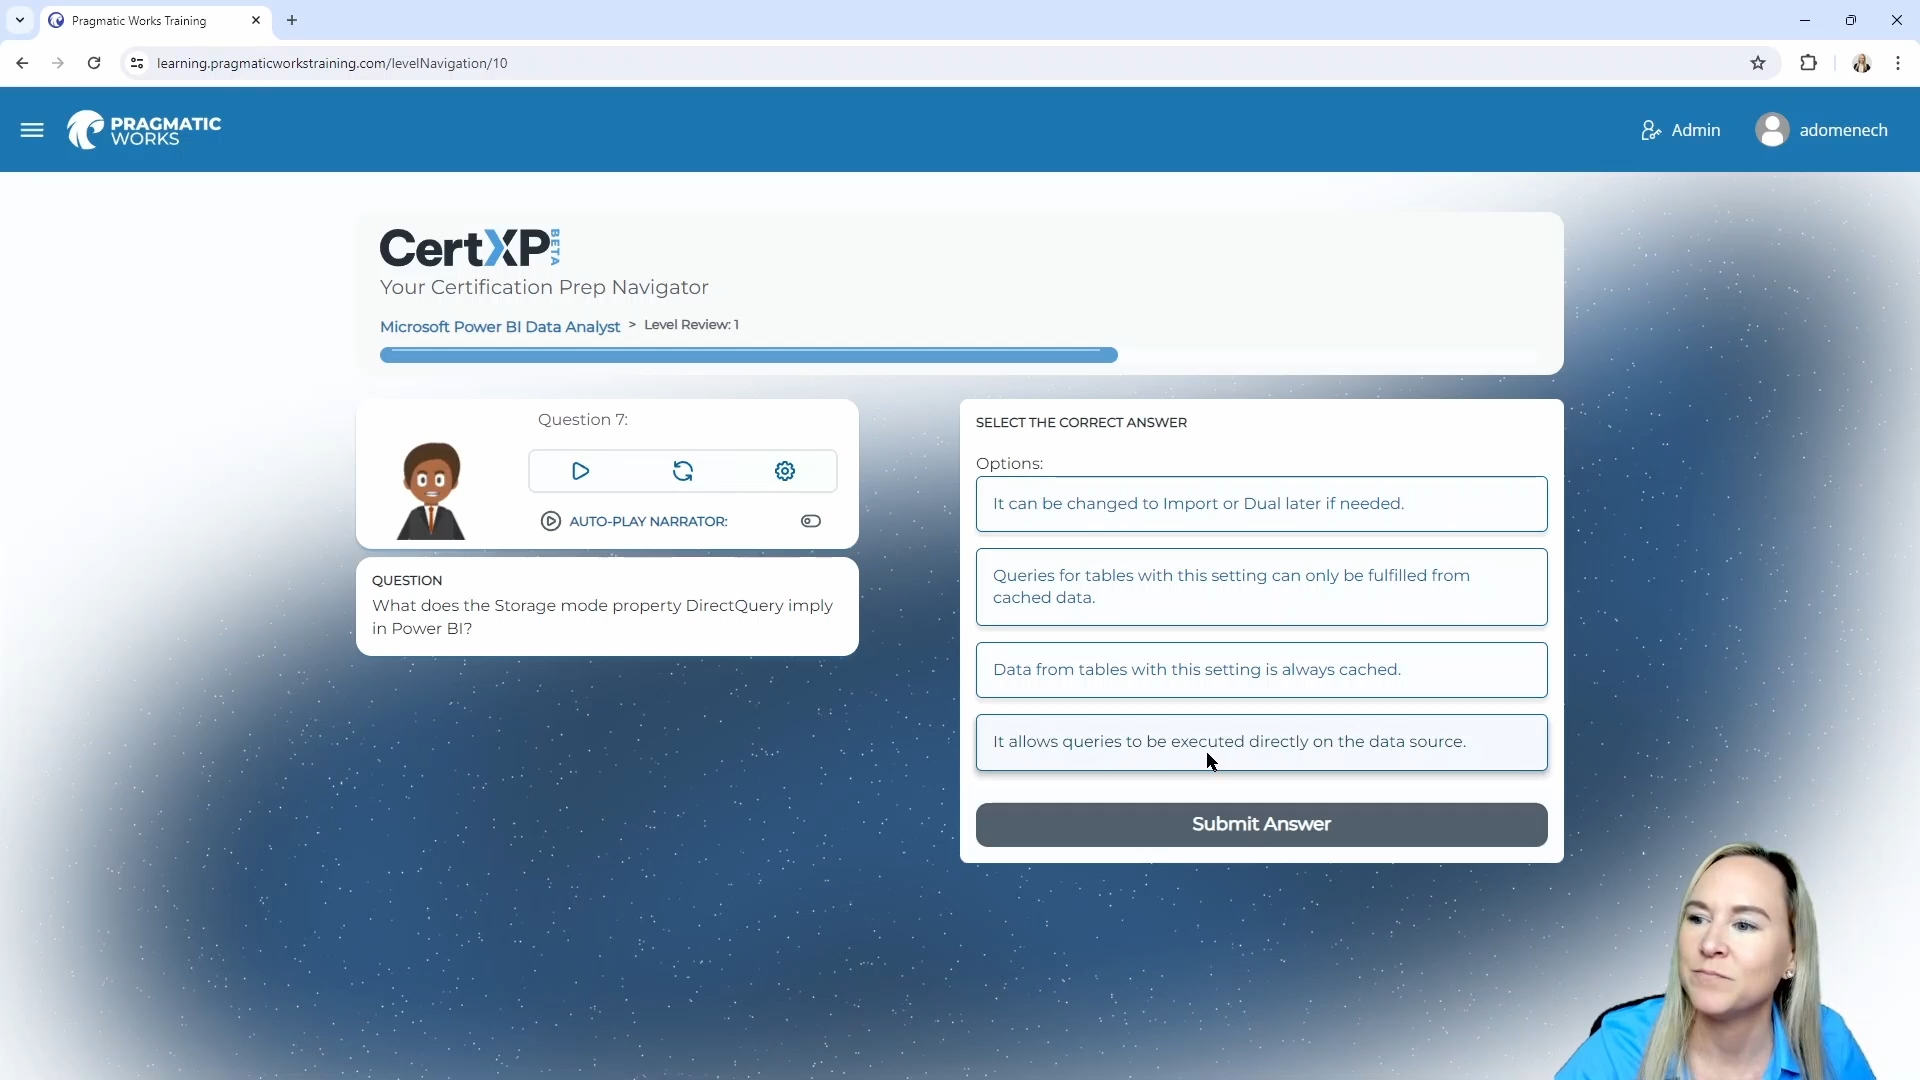 Pragmatic Works Training
learning.pragmaticworkstraining.com/levelNavigation/10
PRAGMATIC
WORKS
Admin
adomenech
CertXP BETA
Your Certification Prep Navigator
Microsoft Power BI Data Analyst > Level Review: 1
Question 7:
AUTO-PLAY NARRATOR:
QUESTION
What does the Storage mode property DirectQuery imply
in Power BI?
SELECT THE CORRECT ANSWER
Options:
It can be changed to Import or Dual later if needed.
Queries for tables with this setting can only be fulfilled from
cached data.
Data from tables with this setting is always cached.
It allows queries to be executed directly on the data source.
Submit Answer